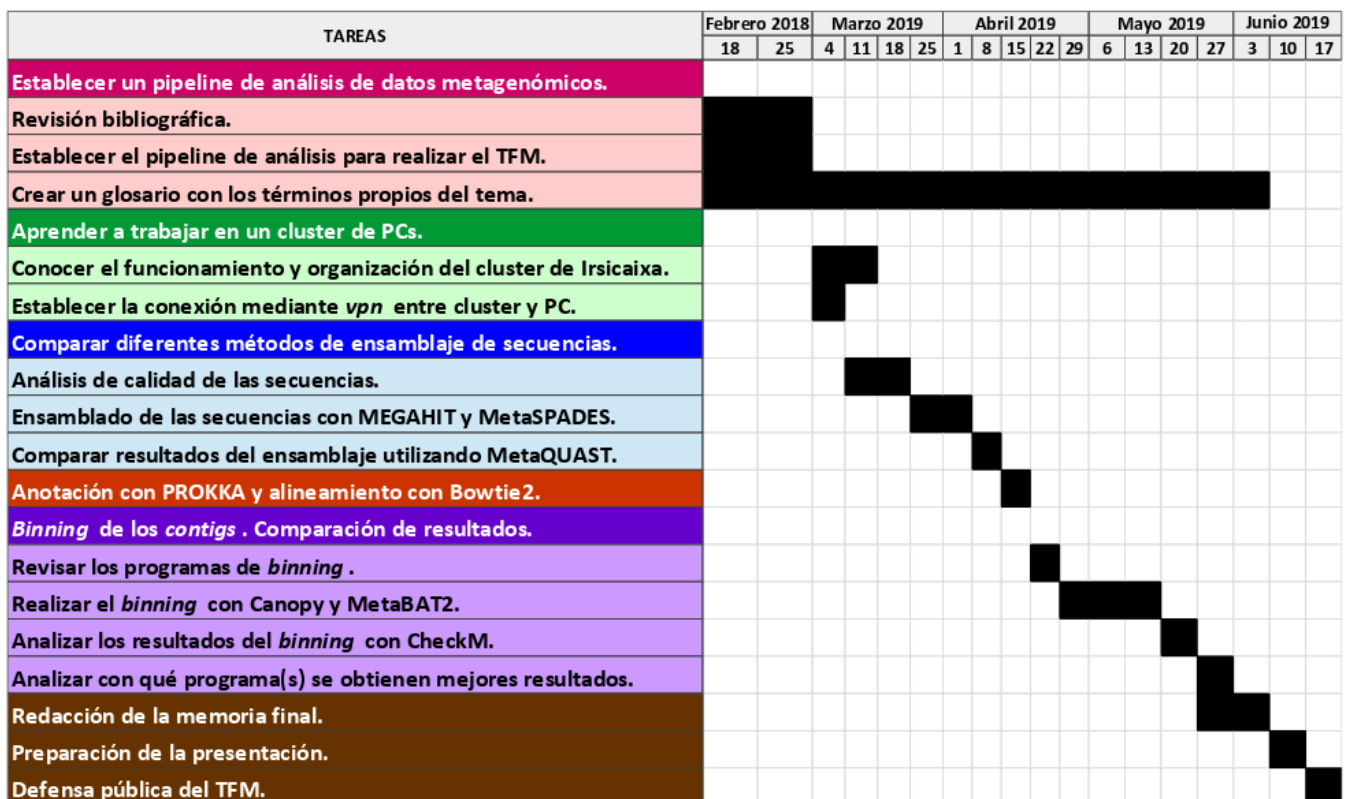 TAREAS
Febrero 2018 Marzo 2019 Abril 2019 Mayo 2019 Junio 2019
18 25 4 11 18 25 1 8 15 22 29 6 13 20 27 3 10 17
Establecer un pipeline de análisis de datos metagenómicos.
Revisión bibliográfica.
Establecer el pipeline de análisis para realizar el TFM.
Crear un glosario con los términos propios del tema.
Aprender a trabajar en un cluster de PCs.
Conocer el funcionamiento y organización del cluster de Irsicaixa.
Establecer la conexión mediante vpn entre cluster y PC.
Comparar diferentes métodos de ensamblaje de secuencias.
Análisis de calidad de las secuencias.
Ensamblado de las secuencias con MEGAHIT y MetaSPADES.
Comparar resultados del ensamblaje utilizando MetaQUAST.
Anotación con PROKKA y alineamiento con Bowtie2.
Binning de los contigs . Comparación de resultados.
Revisar los programas de binning .
Realizar el binning con Canopy y MetaBAT2.
Analizar los resultados del binning con CheckM.
Analizar con qué programa(s) se obtienen mejores resultados.
Redacción de la memoria final.
Preparación de la presentación.
Defensa pública del TFM.